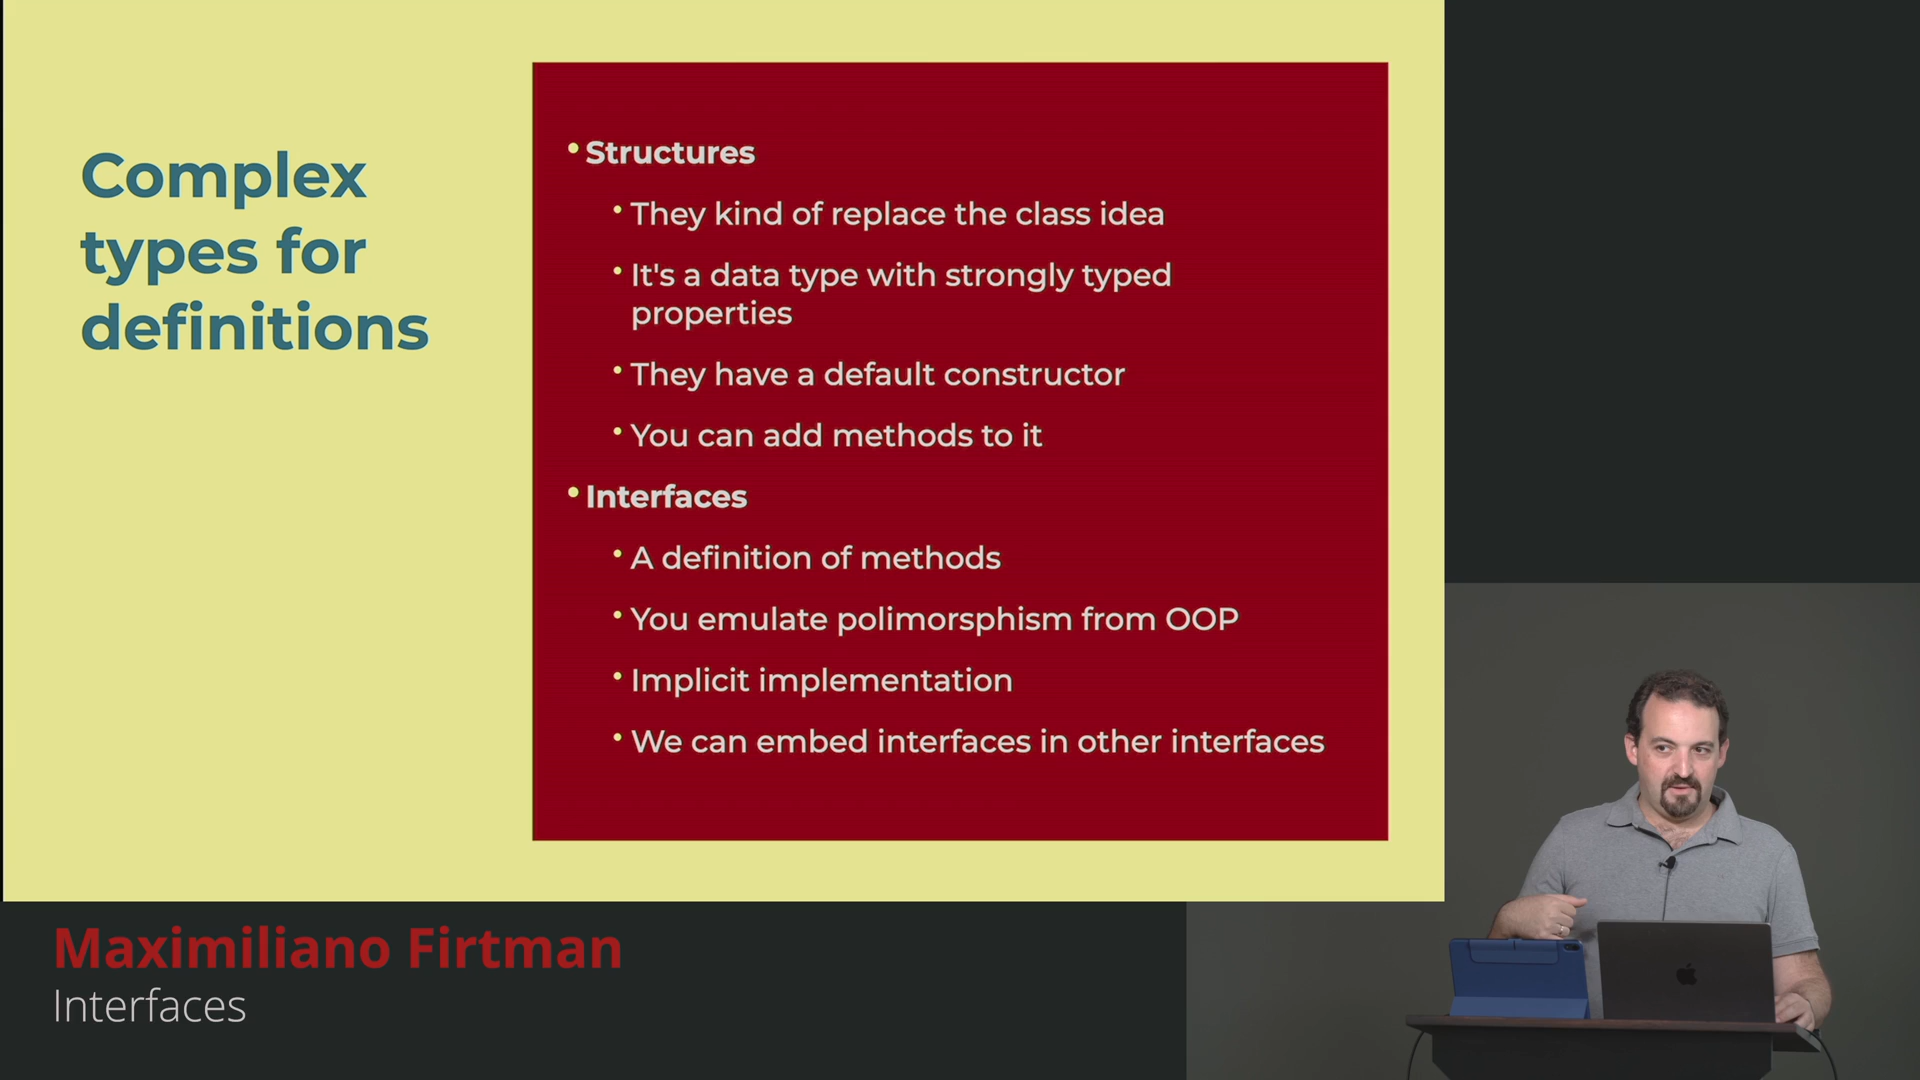 Complex
types for
definitions
• Structures
• They kind of replace the class idea
• It's a data type with strongly typed
properties
• They have a default constructor
• You can add methods to it
• Interfaces
• A definition of methods
• You emulate polimorsphism from OOP
• Implicit implementation
• We can embed interfaces in other interfaces
Maximiliano Firtman
Interfaces